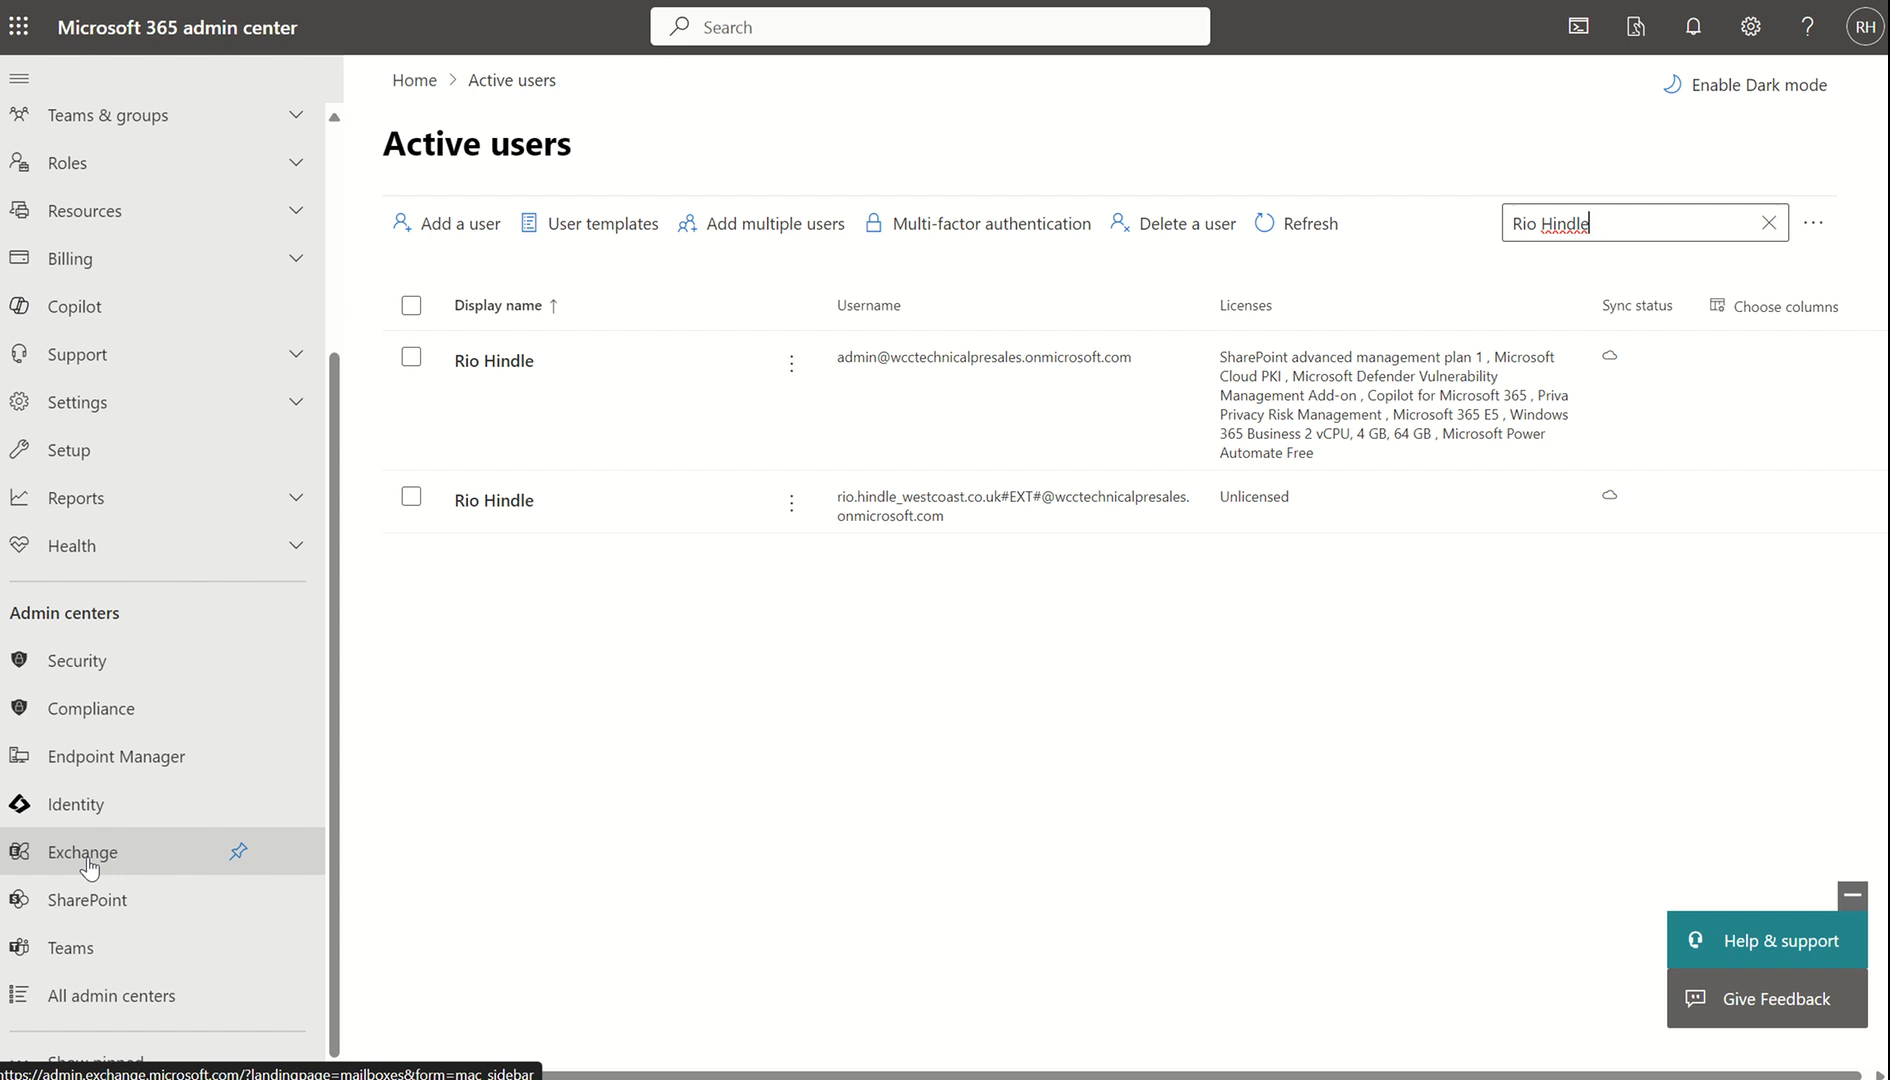 Microsoft 365 admin center
Search
RH
Home > Active users
Enable Dark mode
Active users
Add a user
User templates
Add multiple users
Multi-factor authentication
Delete a user
Refresh
Rio Hindle
Display name ↑
Username
Licenses
Sync status
Choose columns
Rio Hindle
admin@wcctechnicalpresales.onmicrosoft.com
SharePoint advanced management plan 1 , Microsoft
Cloud PKI , Microsoft Defender Vulnerability
Management Add-on , Copilot for Microsoft 365 , Priva
Privacy Risk Management , Microsoft 365 E5 , Windows
365 Business 2 vCPU, 4 GB, 64 GB , Microsoft Power
Automate Free
Rio Hindle
rio.hindle_westcoast.co.uk#EXT#@wcctechnicalpresales.
onmicrosoft.com
Unlicensed
Teams & groups
Roles
Resources
Billing
Copilot
Support
Settings
Setup
Reports
Health
Admin centers
Security
Compliance
Endpoint Manager
Identity
Exchange
SharePoint
Teams
All admin centers
Show pinned
https://admin.exchange.microsoft.com/?landingpage=mailboxes&form=mac_sidebar
Help & support
Give Feedback